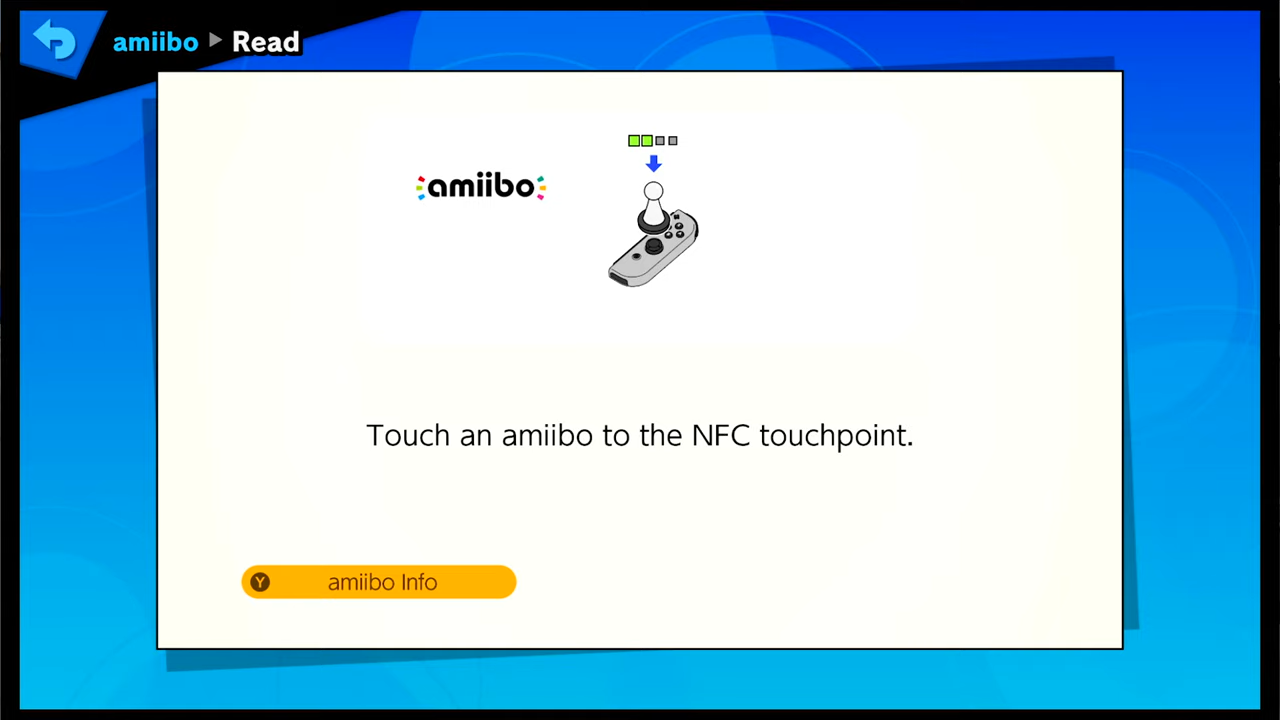 amiibo ▶ Read
amiibo
Touch an amiibo to the NFC touchpoint.
Y amiibo Info